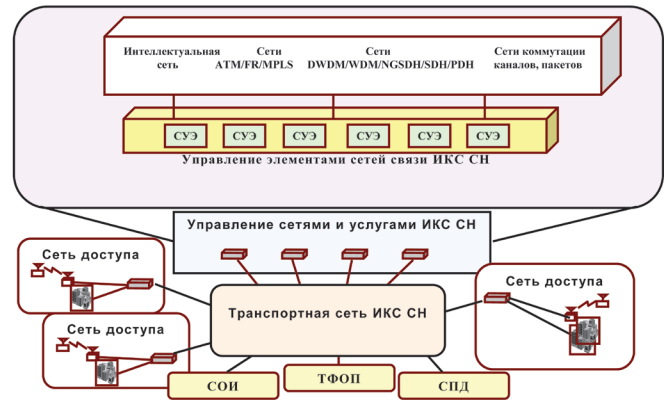 Интеллектуальная Сети Сети Сети коммутации
сеть ATM/FR/MPLS DWDM/WDM/NGSDH/SDH/PDH каналов, пакетов
СУЭ СУЭ СУЭ СУЭ СУЭ СУЭ
Управление элементами сетей связи ИКС СН
Управление сетями и услугами ИКС СН
Сеть доступа
Сеть доступа
Транспортная сеть ИКС СН
Сеть доступа
СОИ
ТФОП
СПД